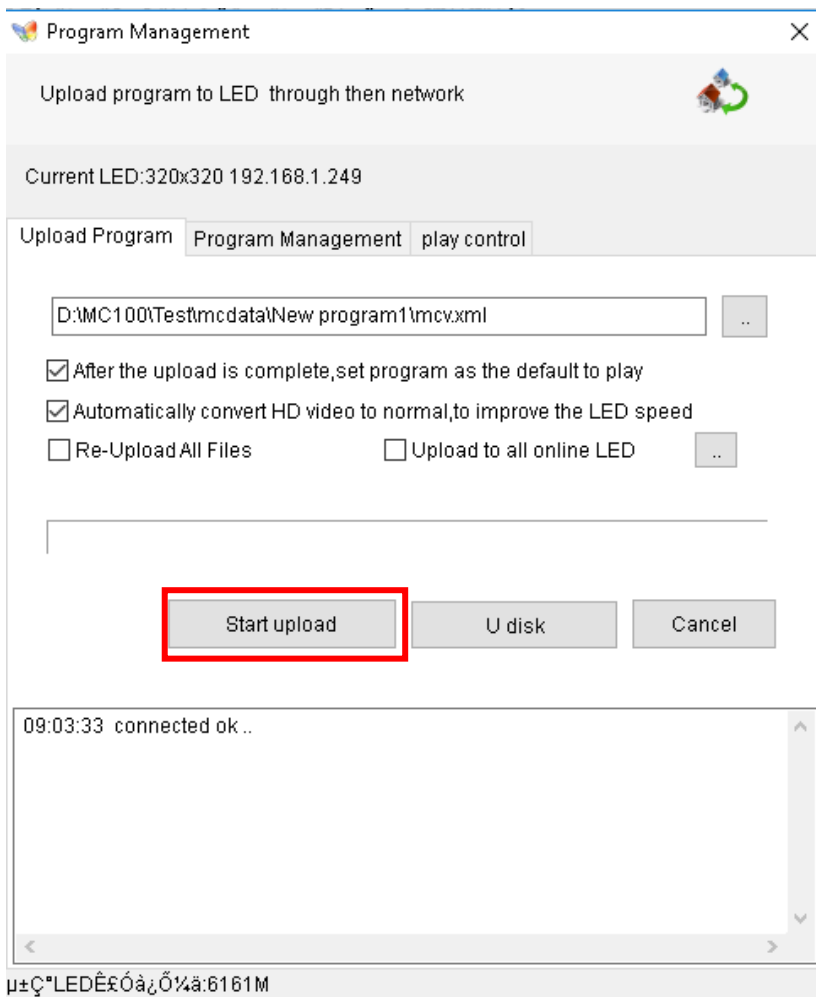 Program Management
Upload program to LED through then network
Current LED:320x320 192.168.1.249
Upload Program Program Management play control
D:\MC100\Test\mcdata\New program1\mcv.xml ..
After the upload is complete,set program as the default to play
Automatically convert HD video to normal,to improve the LED speed
Re-Upload All Files Upload to all online LED ..
Start upload U disk Cancel
09:03:33 connected ok ..
µ±Ç°LEDÊ£Óà¿Õ¼ä:6161M